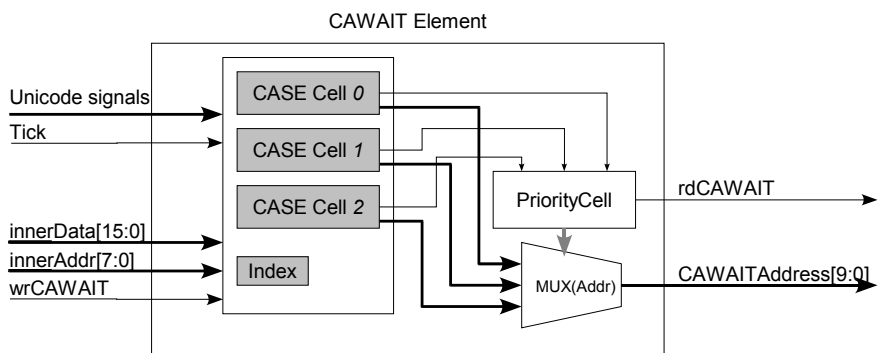 CAWAIT Element
Unicode signals
Tick
innerData[15:0]
innerAddr[7:0]
wrCAWAIT
CASE Cell 0
CASE Cell 1
CASE Cell 2
Index
PriorityCell
MUX(Addr)
rdCAWAIT
CAWAITAddress[9:0]